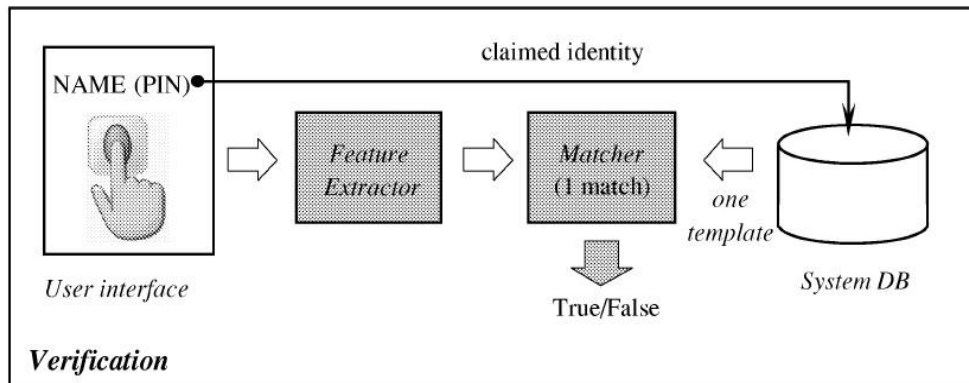 claimed identity
NAME (PIN)
Feature
Extractor
Matcher
(1 match)
one
template
User interface
System DB
True/False
Verification